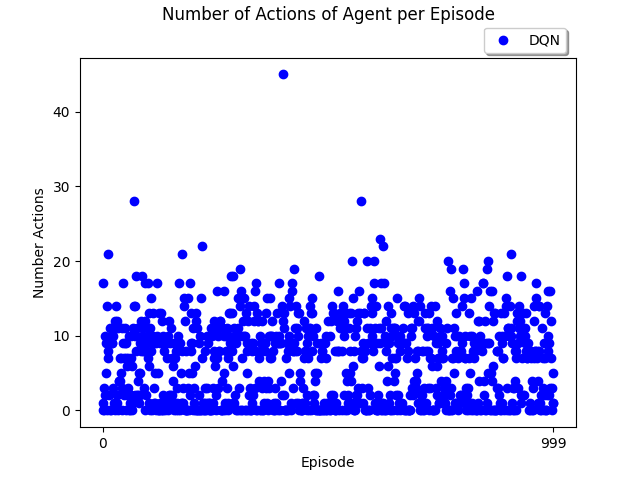 Number of Actions of Agent per Episode
DQN
Number Actions
40
30
20
10
0
0
999
Episode